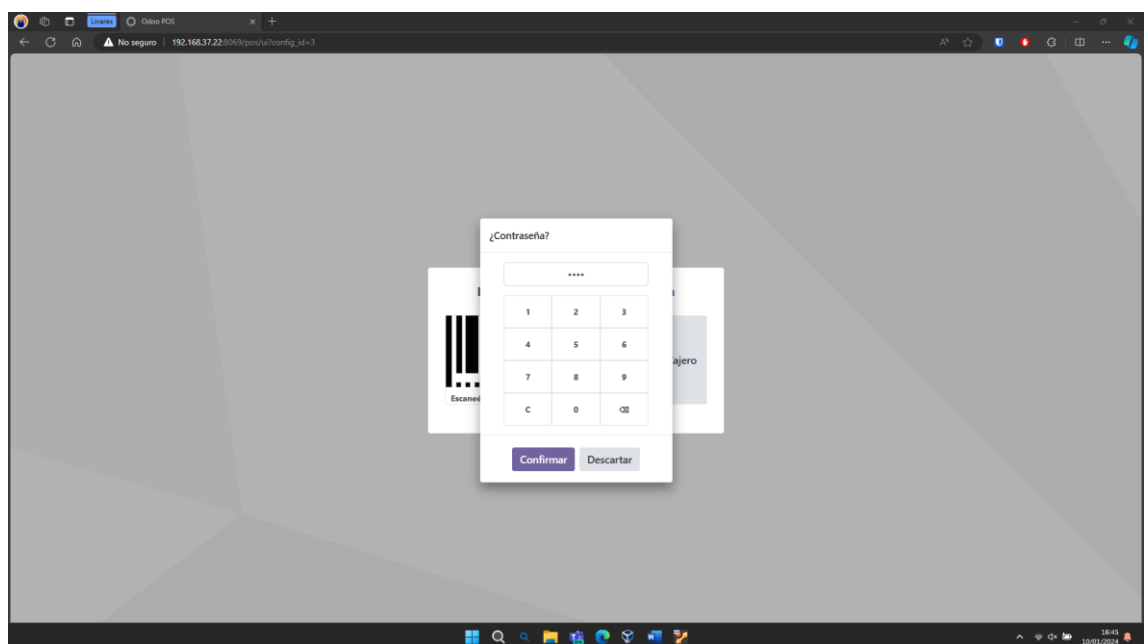 Linares
Odoo POS
No seguro
192.168.37.22:8069/pos/ui?config_id=3
¿Contraseña?
••••
1 2 3
4 5 6
7 8 9
C 0
ajero
Escaneé
Confirmar Descartar
16:45
10/01/2024